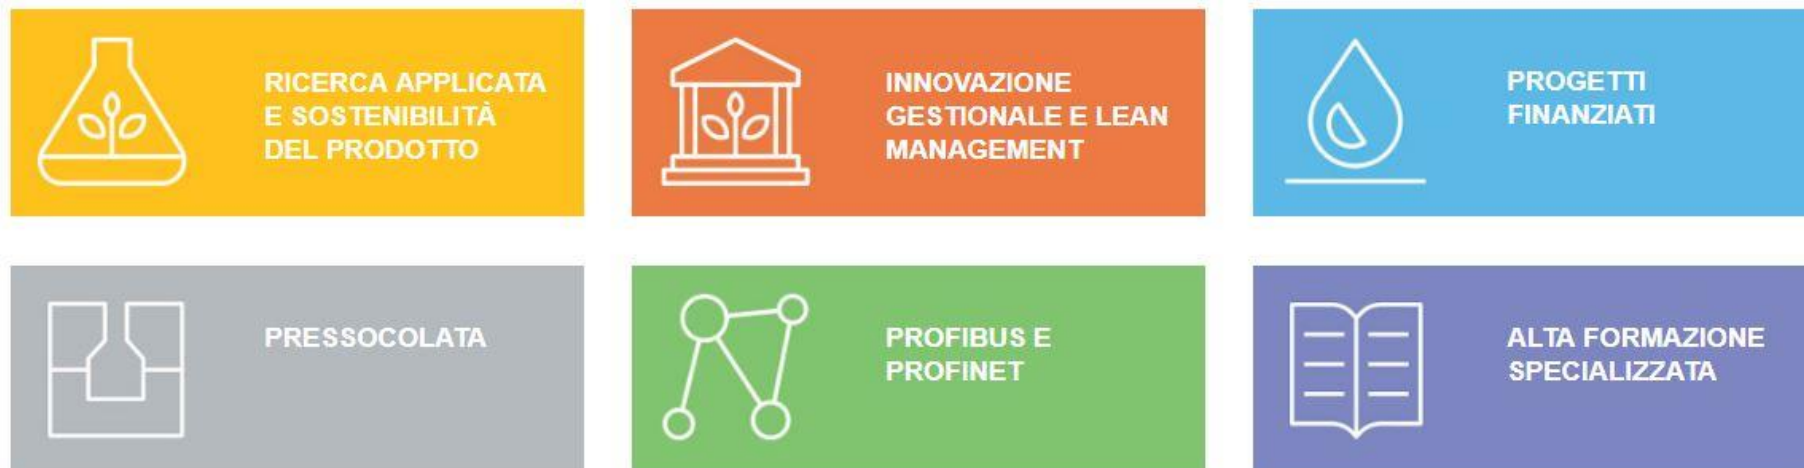 RICERCA APPLICATA
E SOSTENIBILITÀ
DEL PRODOTTO
INNOVAZIONE
GESTIONALE E LEAN
MANAGEMENT
PROGETTI
FINANZIATI
PRESSOCOLATA
PROFIBUS E
PROFINET
ALTA FORMAZIONE
SPECIALIZZATA